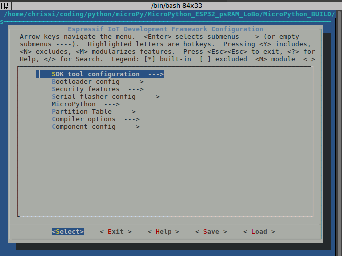 /bin/bash 84x33
/home/chrissi/coding/python/microPy/MicroPython_ESP32_psRAM_LoBo/MicroPython_BUILD/
Espressif IoT Development Framework Configuration
Arrow keys navigate the menu. <Enter> selects submenus ---> (or empty
submenus ----). Highlighted letters are hotkeys. Pressing <Y> includes,
<N> excludes, <M> modularizes features. Press <Esc><Esc> to exit, <?> for
Help, </> for Search. Legend: [*] built-in [ ] excluded <M> module < >
SDK tool configuration --->
Bootloader config --->
Security features --->
Serial flasher config --->
MicroPython --->
Partition Table --->
Compiler options --->
Component config --->
<Select> < Exit > < Help > < Save > < Load >